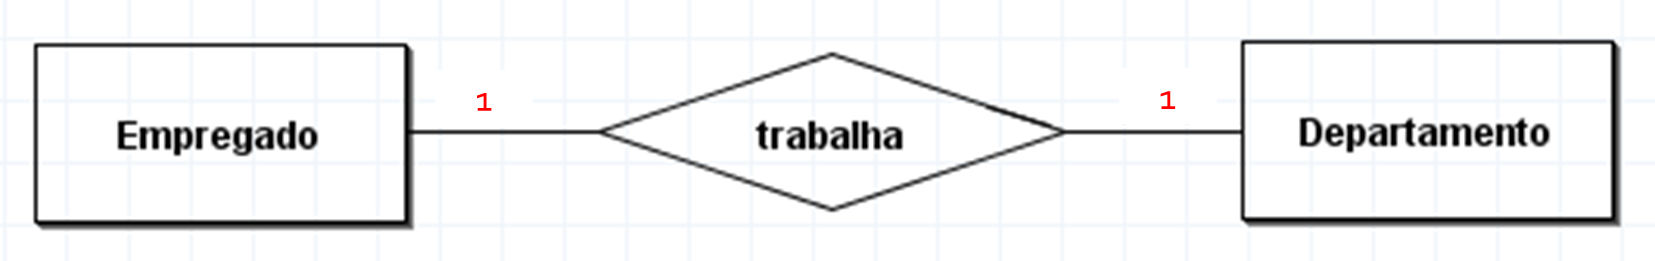 Empregado
1
trabalha
1
Departamento